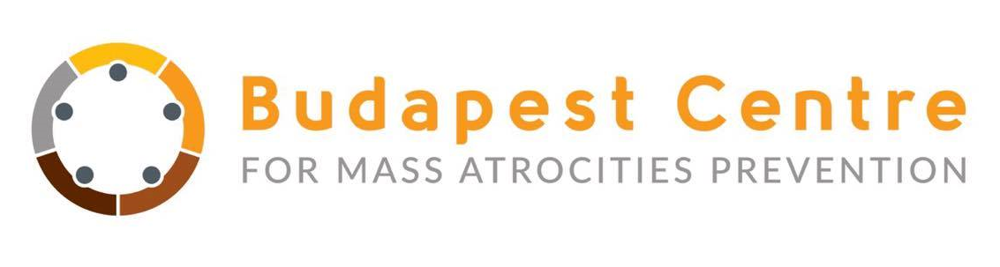 Budapest Centre
FOR MASS ATROCITIES PREVENTION